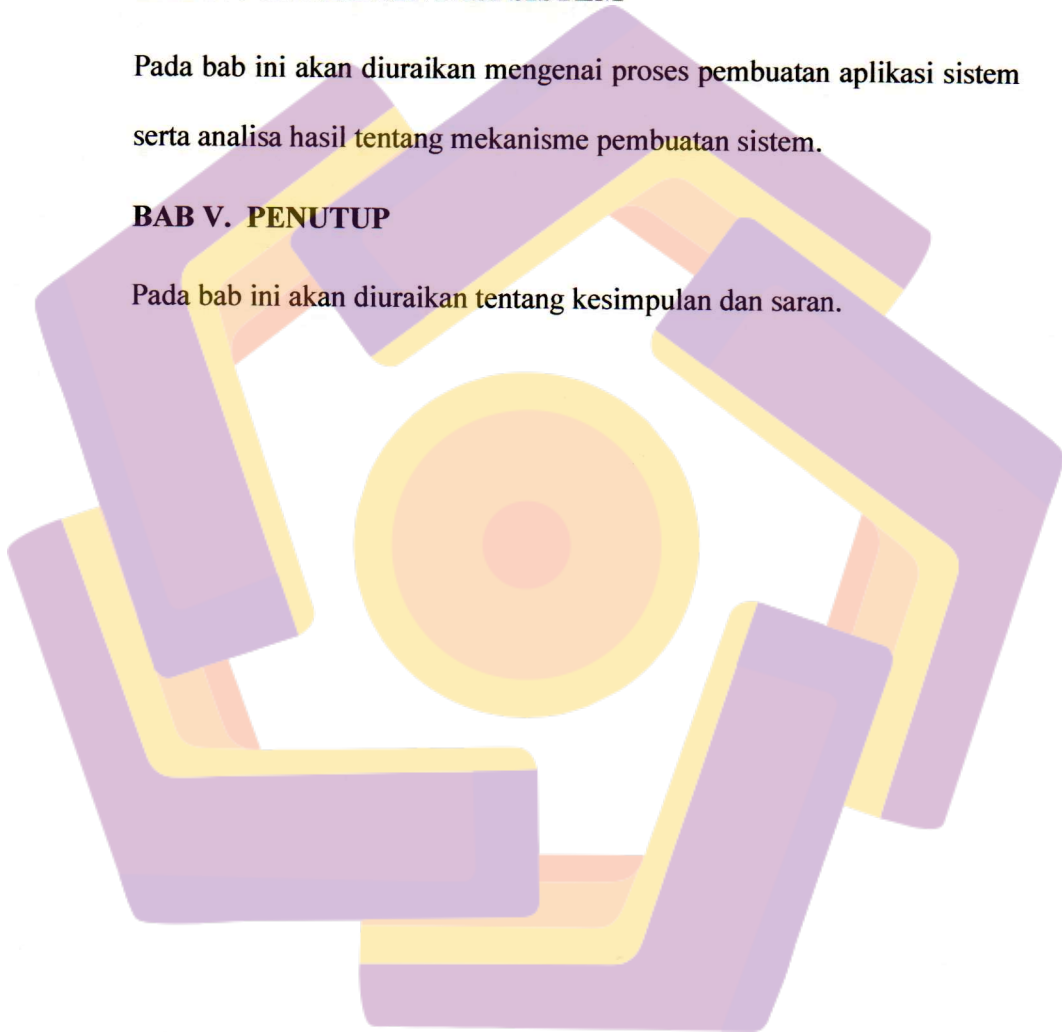 SISTEM
Pada bab ini akan diuraikan mengenai proses pembuatan aplikasi sistem
serta analisa hasil tentang mekanisme pembuatan sistem.
BAB V. PENUTUP
Pada bab ini akan diuraikan tentang kesimpulan dan saran.